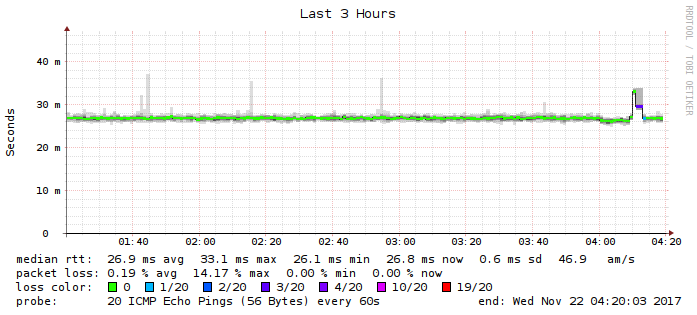 Last 3 Hours
RRDTOOL / TOBI OETIKER
Seconds
40 m
30 m
20 m
10 m
0
01:40 02:00 02:20 02:40 03:00 03:20 03:40 04:00 04:20
median rtt: 26.9 ms avg 33.1 ms max 26.1 ms min 26.8 ms now 0.6 ms sd 46.9 am/s
packet loss: 0.19 % avg 14.17 % max 0.00 % min 0.00 % now
loss color: 0 1/20 2/20 3/20 4/20 10/20 19/20
probe: 20 ICMP Echo Pings (56 Bytes) every 60s end: Wed Nov 22 04:20:03 2017